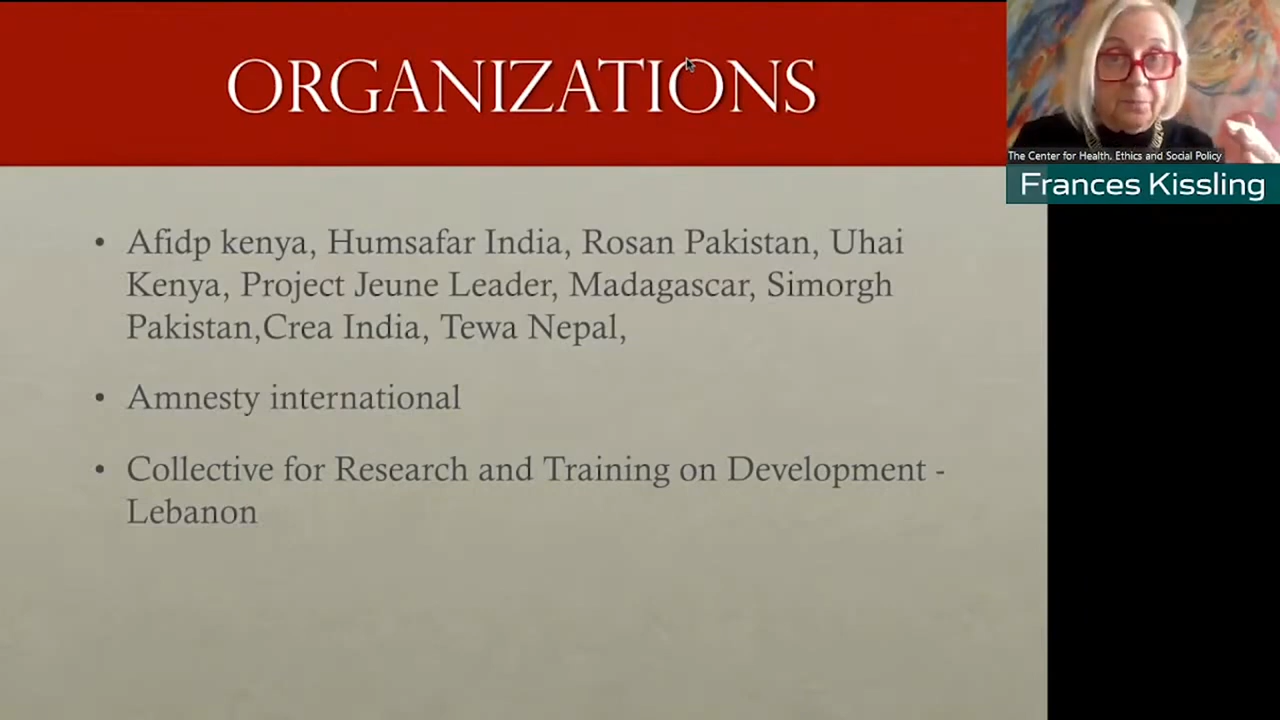 ORGANIZATIONS
The Center for Health, Ethics and Social Policy
Frances Kissling
• Afidp kenya, Humsafar India, Rosan Pakistan, Uhai
Kenya, Project Jeune Leader, Madagascar, Simorgh
Pakistan,Crea India, Tewa Nepal,
• Amnesty international
• Collective for Research and Training on Development -
Lebanon